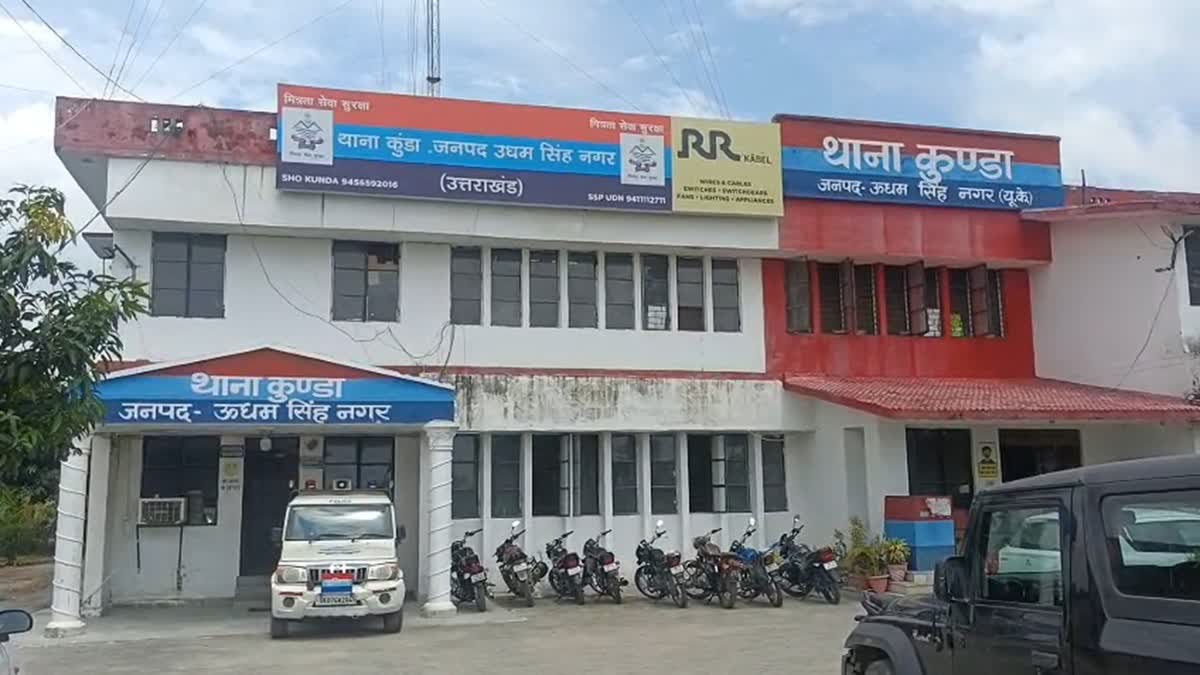 मित्रता सेवा सुरक्षा
मित्रता सेवा सुरक्षा
थाना कुंडा .जनपद उधम सिंह नगर
(उत्तराखंड)
SHO KUNDA 9456592016
SSP UDN 9411112711
RR KABEL
WIRES & CABLES
SWITCHES • SWITCHGEARS
FANS • LIGHTING • APPLIANCES
थाना कुण्डा
जनपद- ऊधम सिंह नगर (यू.के)
थाना कुण्डा
जनपद- ऊधम सिंह नगर